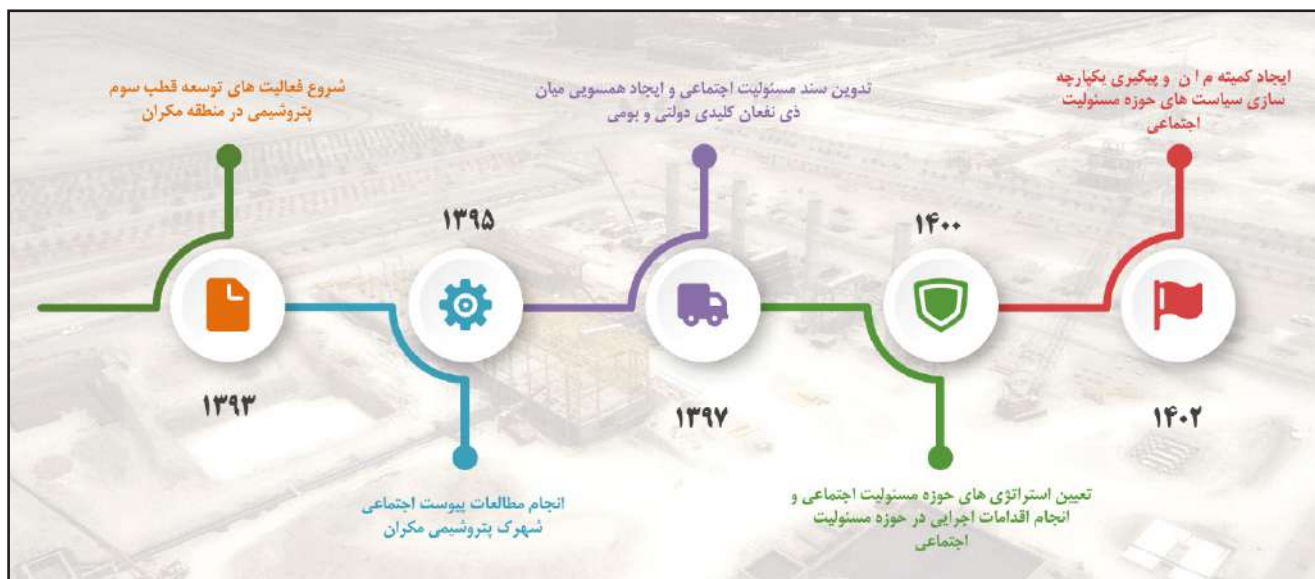 شروع فعالیت های توسعه قطب سوم
پتروشیمی در منطقه مکران
۱۳۹۳
۱۳۹۵
انجام مطالعات پیوست اجتماعی
شهرک پتروشیمی مکران
تدوین سند مسئولیت اجتماعی و ایجاد همسویی میان
ذی نفعان کلیدی دولتی و بومی
۱۳۹۷
۱۴۰۰
تعیین استراتژی های حوزه مسئولیت اجتماعی و
انجام اقدامات اجرایی در حوزه مسئولیت
اجتماعی
ایجاد کمیته م ا ن و پیگیری یکپارچه
سازی سیاست های حوزه مسئولیت
اجتماعی
۱۴۰۲